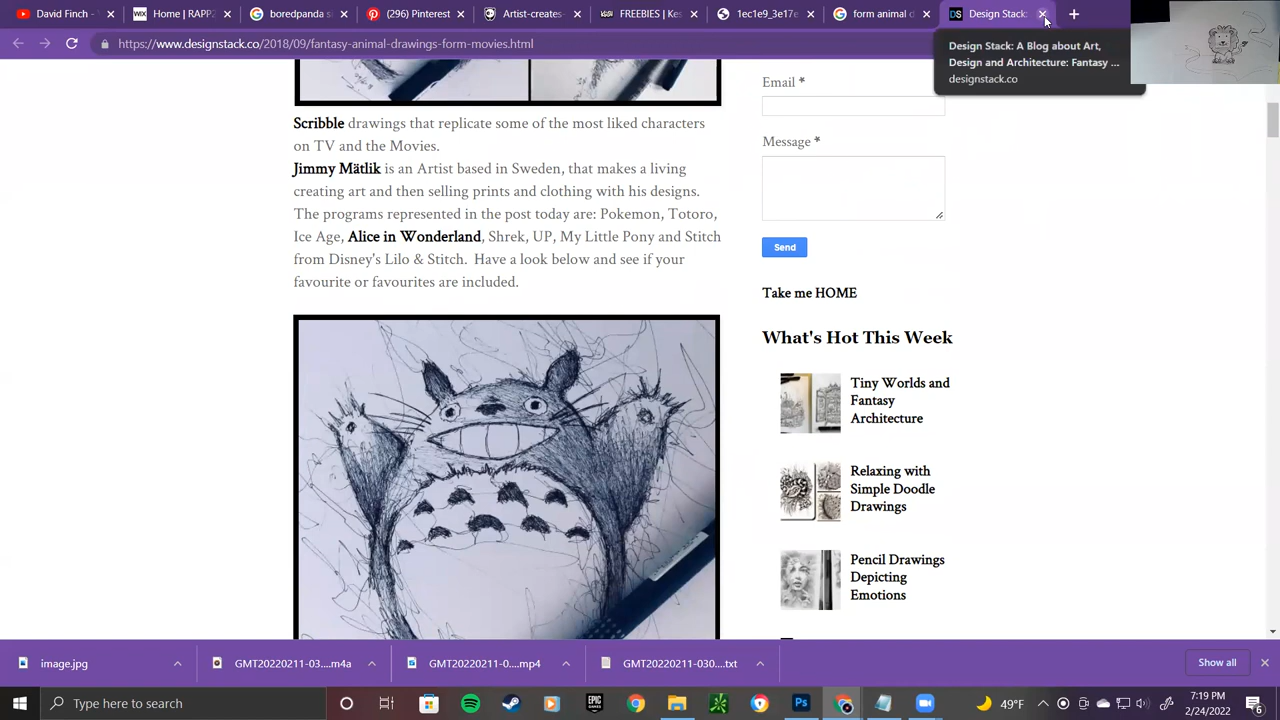 David Finch - \
Home | RAPP2
boredpanda s
(296) Pinterest
Artist-creates-
FREEBIES | Kes
1ec1e9_3e17e
form animal d
Design Stack:
https://www.designstack.co/2018/09/fantasy-animal-drawings-form-movies.html
Design Stack: A Blog about Art,
Design and Architecture: Fantasy ...
designstack.co
Scribble drawings that replicate some of the most liked characters
on TV and the Movies.
Jimmy Mätlik is an Artist based in Sweden, that makes a living
creating art and then selling prints and clothing with his designs.
The programs represented in the post today are: Pokemon, Totoro,
Ice Age, Alice in Wonderland, Shrek, UP, My Little Pony and Stitch
from Disney's Lilo & Stitch. Have a look below and see if your
favourite or favourites are included.
Email *
Message *
Send
Take me HOME
What's Hot This Week
Tiny Worlds and
Fantasy
Architecture
Relaxing with
Simple Doodle
Drawings
Pencil Drawings
Depicting
Emotions
image.jpg
GMT20220211-03....m4a
GMT20220211-0....mp4
GMT20220211-030....txt
Show all
Type here to search
49°F
7:19 PM
2/24/2022
6